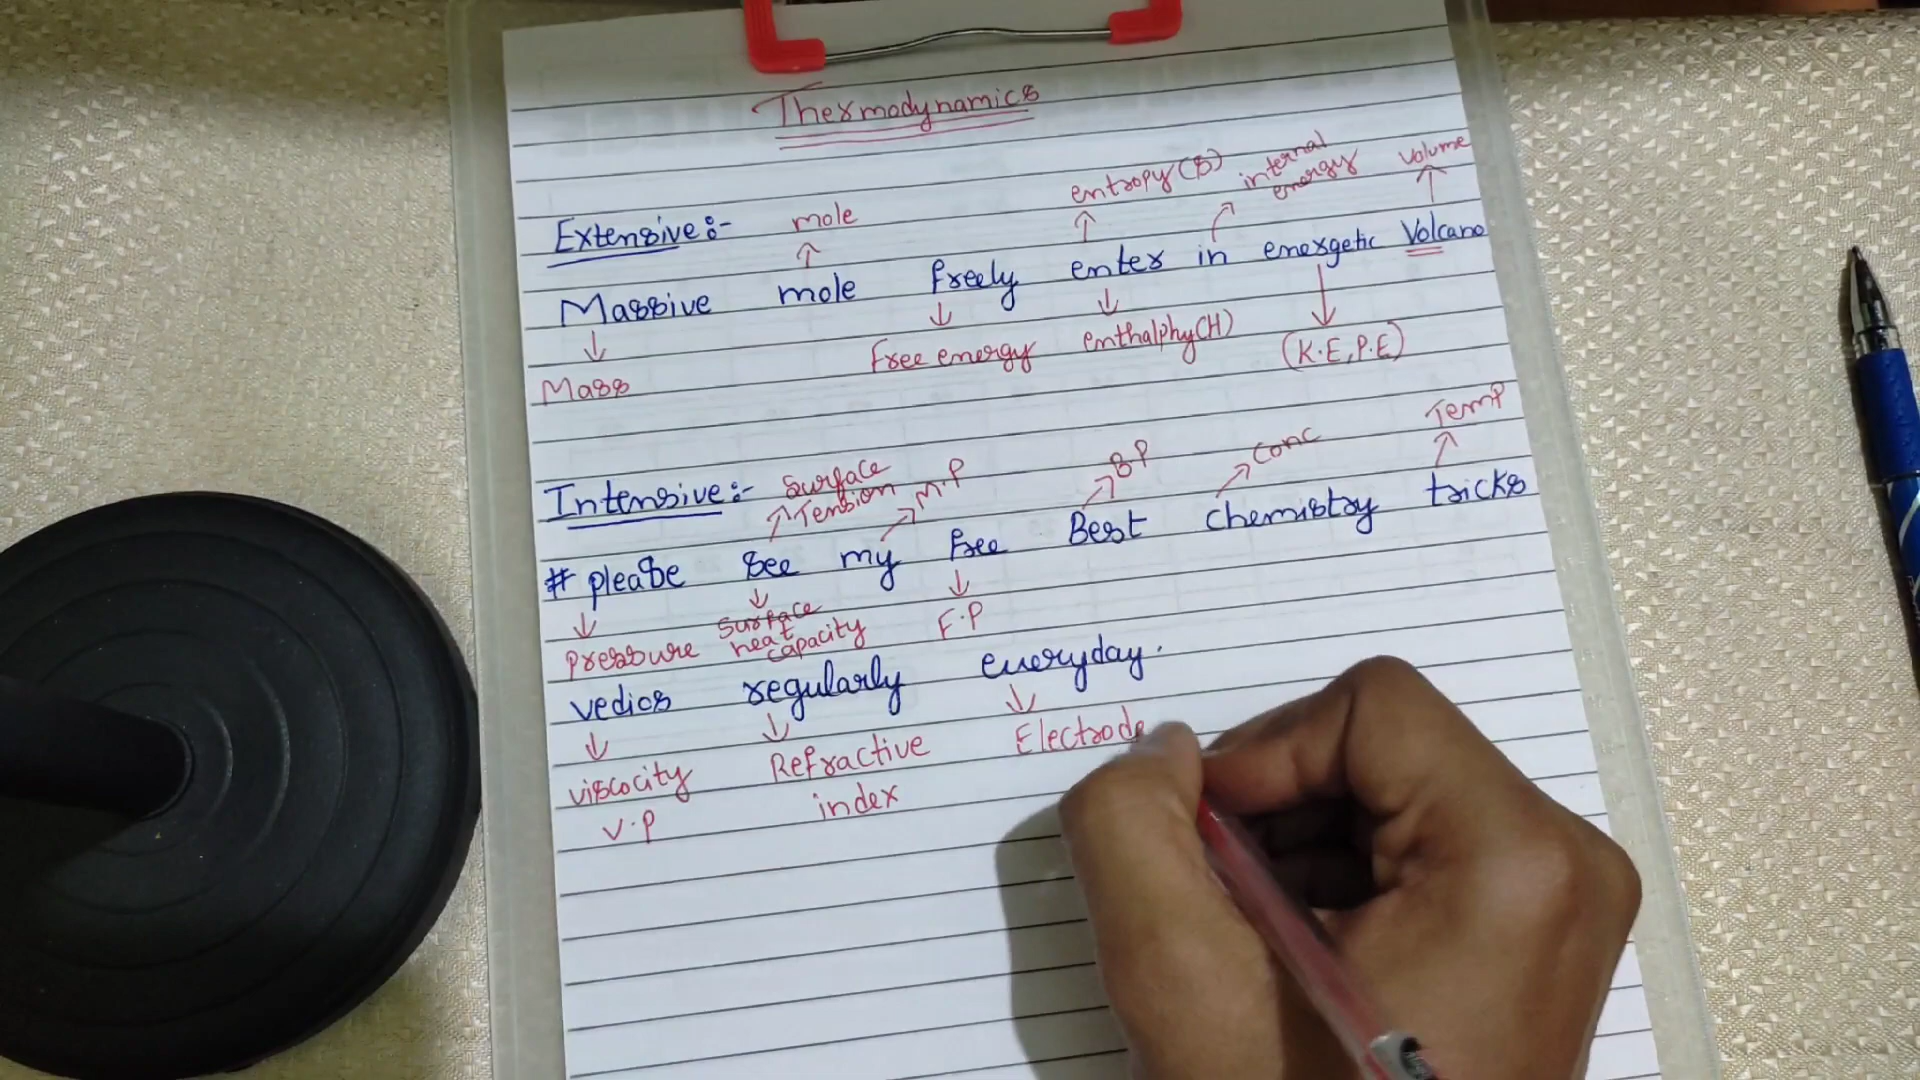 Thermodynamics
entropy(S) internal energy volume
Extensive:- mole
Massive mole freely enter in energetic Volcano
Mass Free energy enthalphy(H) (K.E,P.E)
Intensive:- Surface Tension M.P B.P Conc Temp
# please see my free Best chemistry tricks
pressure Surface heat capacity F.P
vedios regularly everyday.
viscocity Refractive index Electrode
V.P